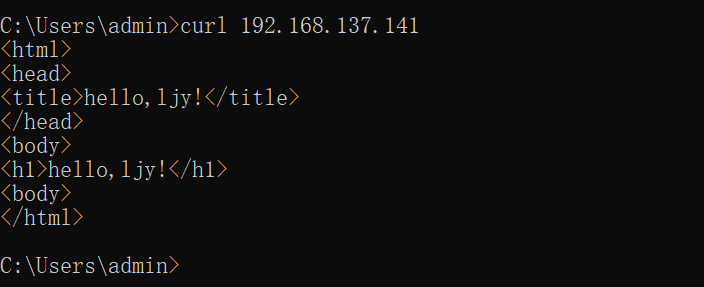 C:\Users\admin>curl 192.168.137.141
<html>
<head>
<title>hello,ljy!</title>
</head>
<body>
<h1>hello,ljy!</h1>
<body>
</html>
C:\Users\admin>